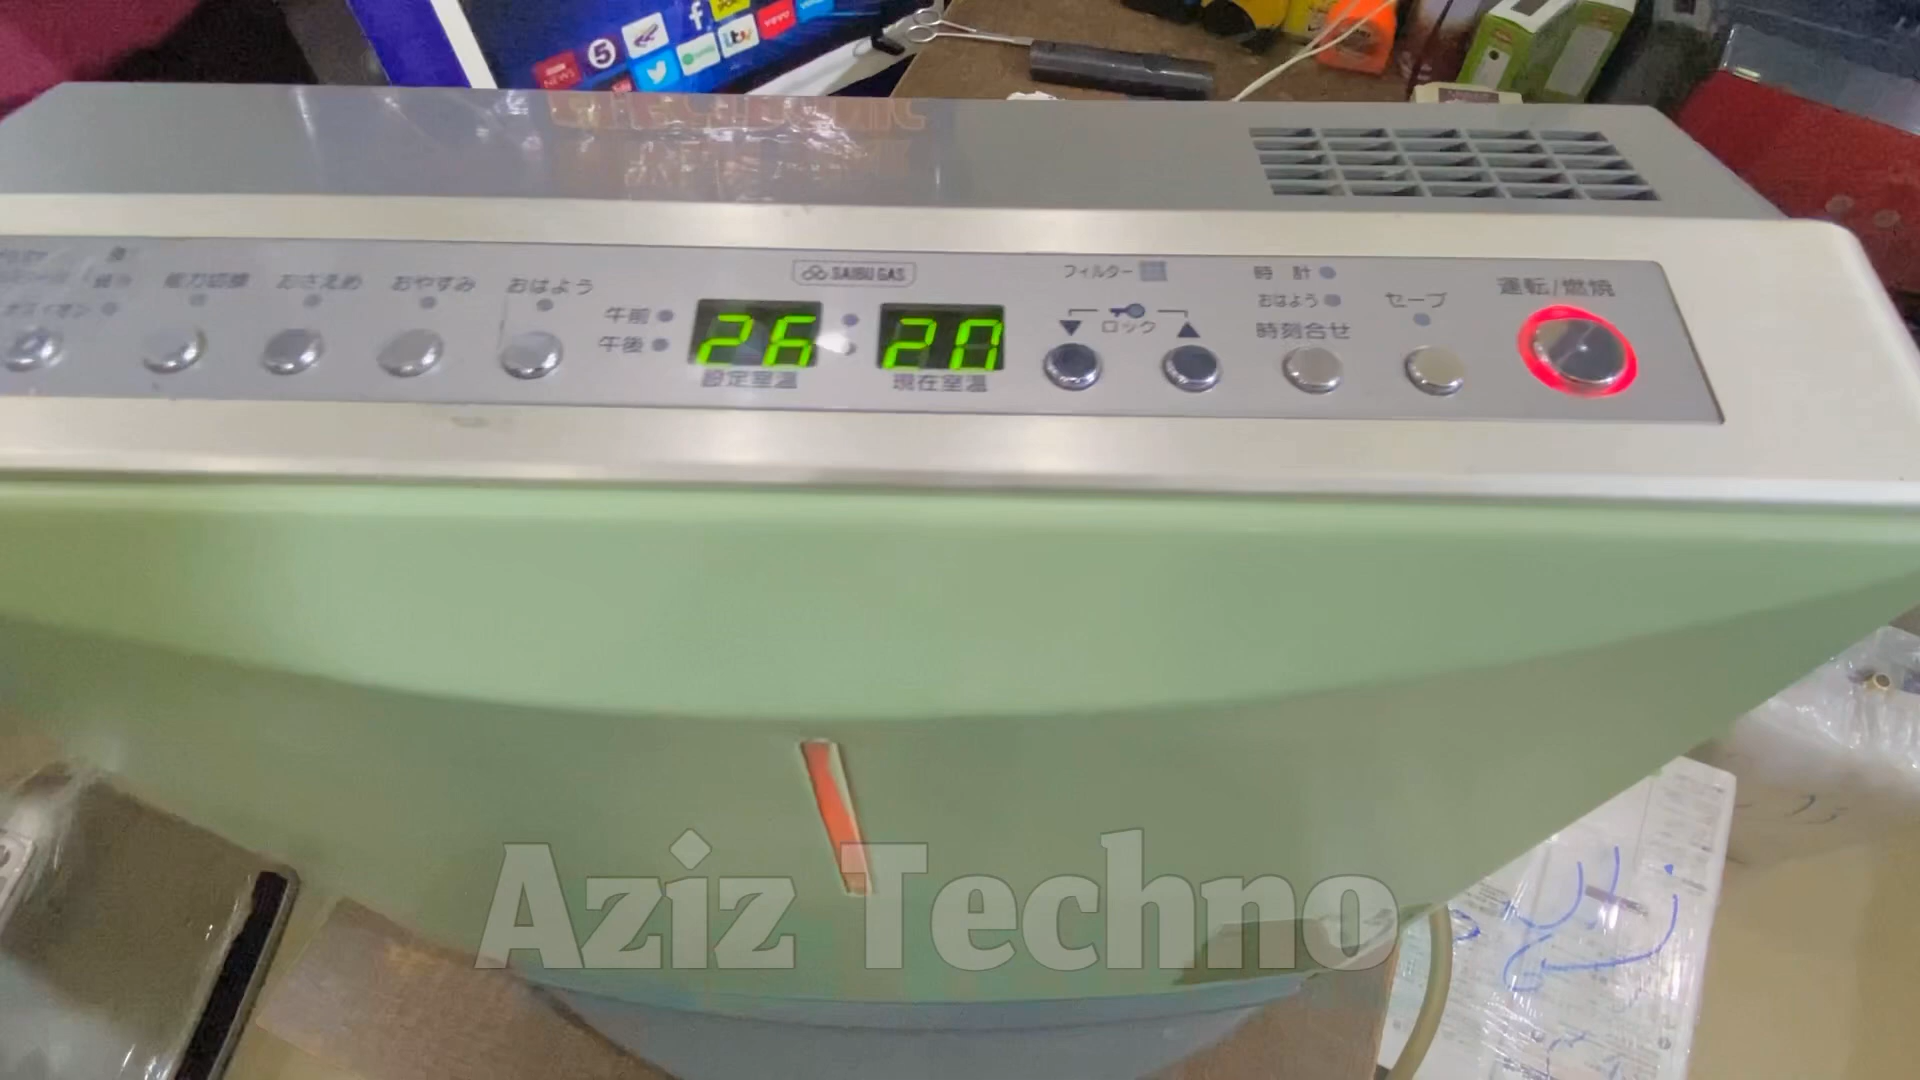 5
f
itv
SAIBU GAS
フィルター
時 計
運転/燃焼
能力切換
おさえめ
おやすみ
おはよう
午前
午後
26
20
ロック
おはよう
セーブ
時刻合せ
設定室温
現在室温
Aziz Techno